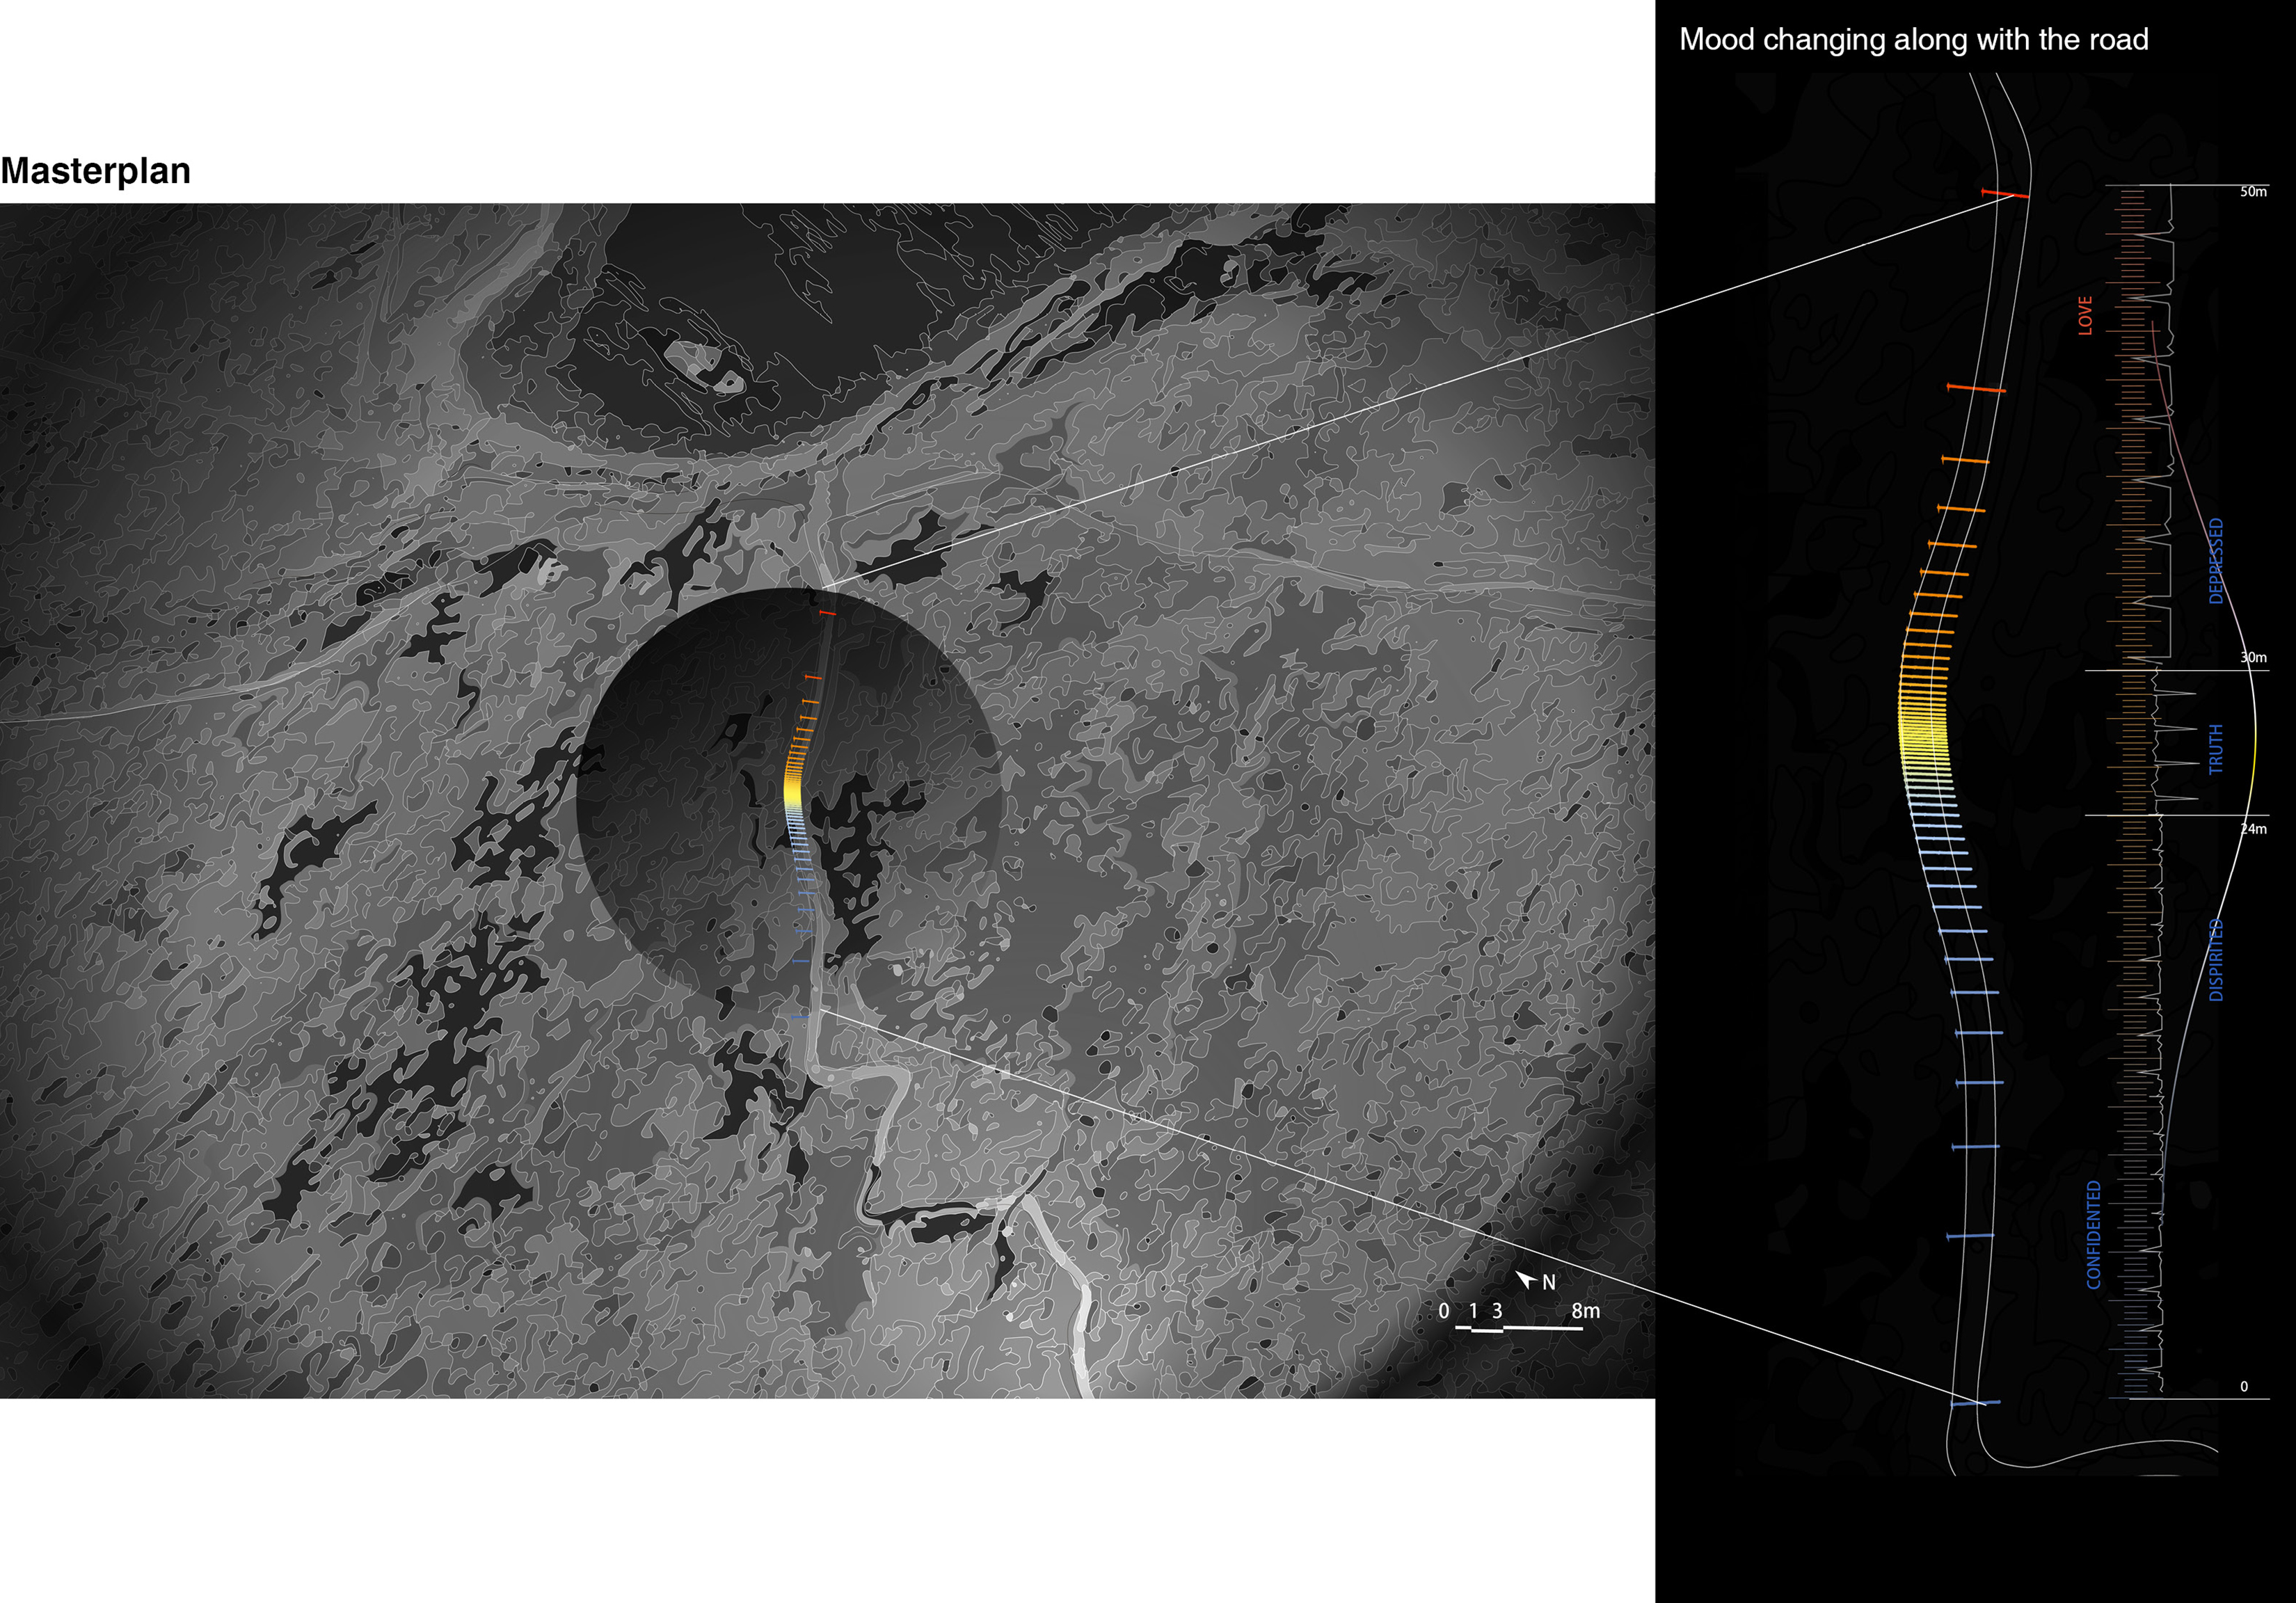 Mood changing along with the road
Masterplan
50m
LOVE
DEPRESSED
30m
TRUTH
24m
DISPIRITED
CONFIDENTED
N
0 1 3 8m
0